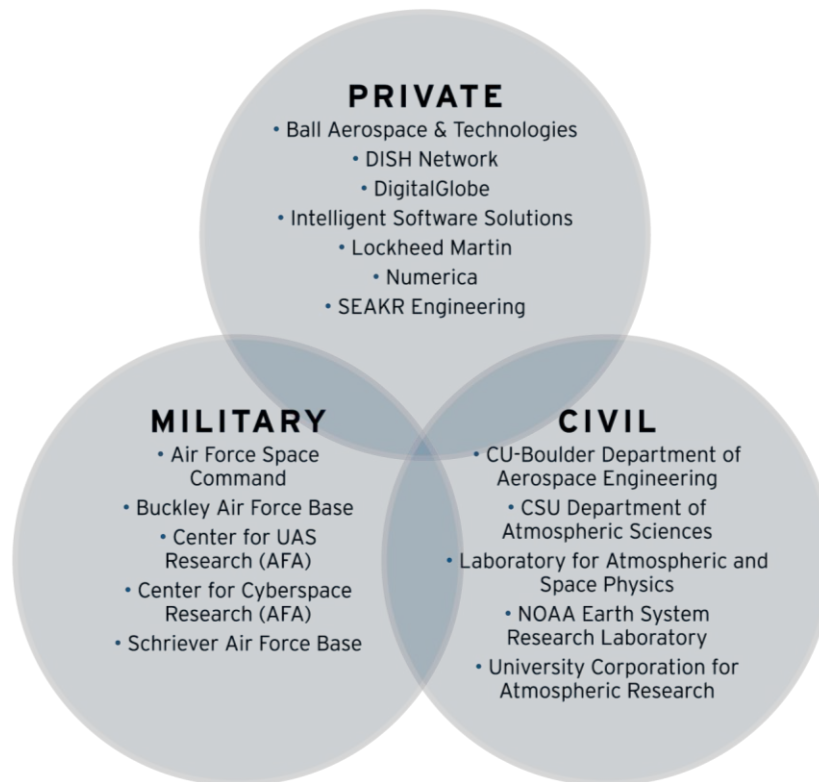 PRIVATE
• Ball Aerospace & Technologies
• DISH Network
• DigitalGlobe
• Intelligent Software Solutions
• Lockheed Martin
• Numerica
• SEAKR Engineering
MILITARY
• Air Force Space
Command
• Buckley Air Force Base
• Center for UAS
Research (AFA)
• Center for Cyberspace
Research (AFA)
• Schriever Air Force Base
CIVIL
• CU-Boulder Department of
Aerospace Engineering
• CSU Department of
Atmospheric Sciences
• Laboratory for Atmospheric and
Space Physics
• NOAA Earth System
Research Laboratory
• University Corporation for
Atmospheric Research